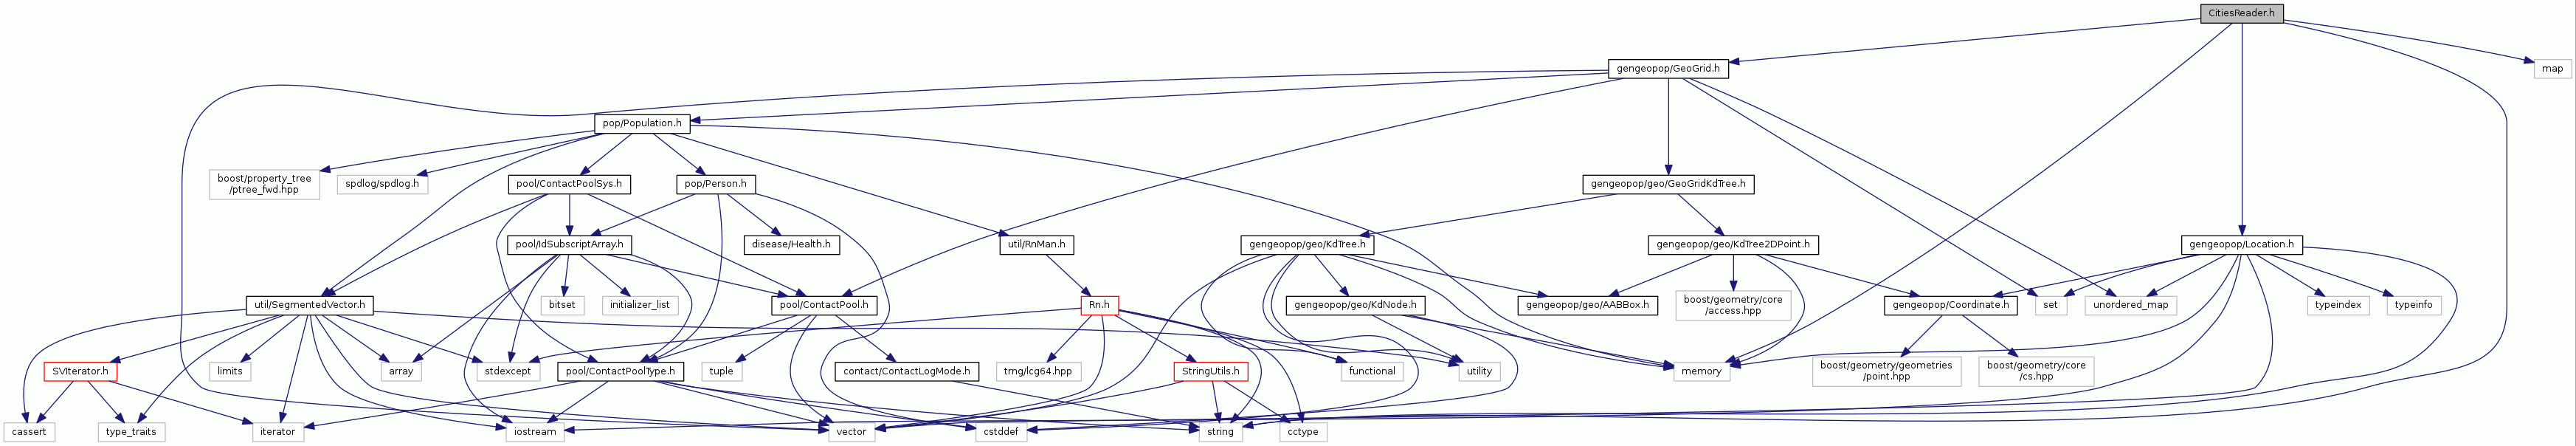 CitiesReader.h
gengeopop/GeoGrid.h
map
pop/Population.h
boost/property_tree
/ptree_fwd.hpp
spdlog/spdlog.h
pool/ContactPoolSys.h
pop/Person.h
gengeopop/geo/GeoGridKdTree.h
pool/IdSubscriptArray.h
disease/Health.h
util/RnMan.h
gengeopop/geo/KdTree.h
gengeopop/geo/KdTree2DPoint.h
gengeopop/Location.h
util/SegmentedVector.h
bitset
initializer_list
pool/ContactPool.h
Rn.h
gengeopop/geo/KdNode.h
gengeopop/geo/AABBox.h
boost/geometry/core
/access.hpp
gengeopop/Coordinate.h
set
unordered_map
typeindex
typeinfo
SVIterator.h
limits
array
stdexcept
pool/ContactPoolType.h
tuple
contact/ContactLogMode.h
trng/lcg64.hpp
StringUtils.h
functional
utility
memory
boost/geometry/geometries
/point.hpp
boost/geometry/core
/cs.hpp
cassert
type_traits
iterator
iostream
vector
cstddef
string
cctype